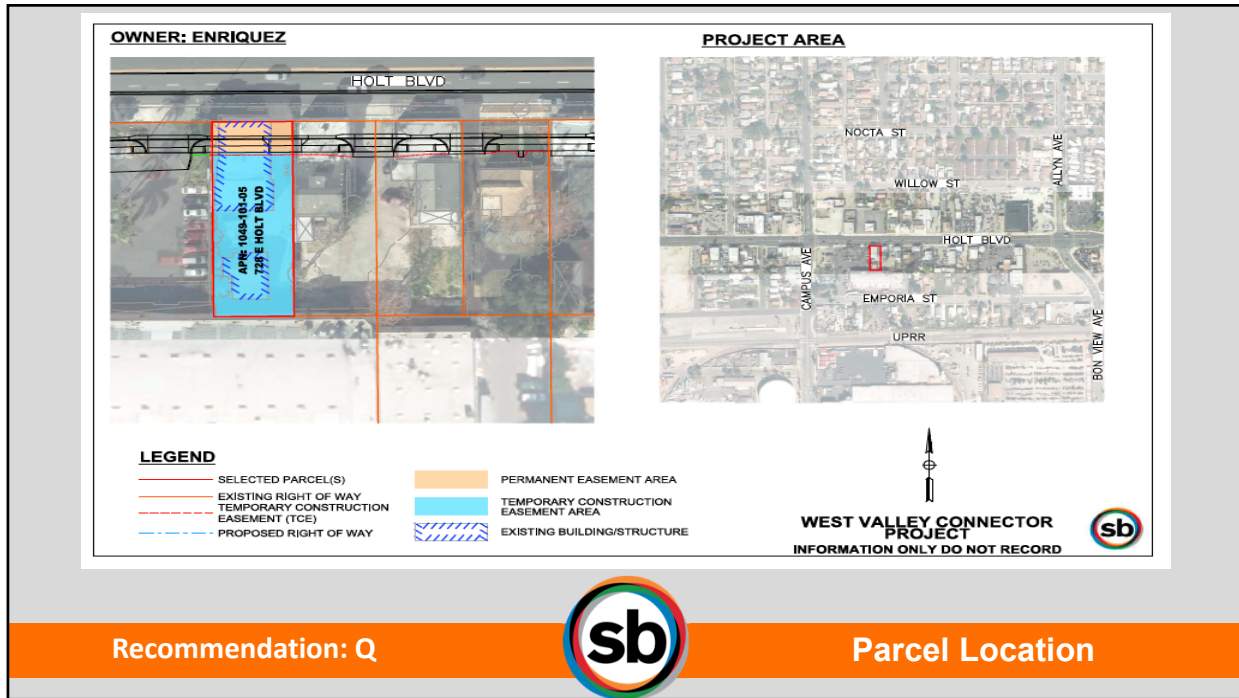 OWNER: ENRIQUEZ
HOLT BLVD
APN: 1049-101-05
728 E HOLT BLVD
PROJECT AREA
NOCTA ST
WILLOW ST
ALLYN AVE
HOLT BLVD
CAMPUS AVE
EMPORIA ST
UPRR
BON VIEW AVE
LEGEND
SELECTED PARCEL(S)
EXISTING RIGHT OF WAY
TEMPORARY CONSTRUCTION
EASEMENT (TCE)
PROPOSED RIGHT OF WAY
PERMANENT EASEMENT AREA
TEMPORARY CONSTRUCTION
EASEMENT AREA
EXISTING BUILDING/STRUCTURE
WEST VALLEY CONNECTOR
PROJECT
INFORMATION ONLY DO NOT RECORD
sb
Recommendation: Q
sb
Parcel Location